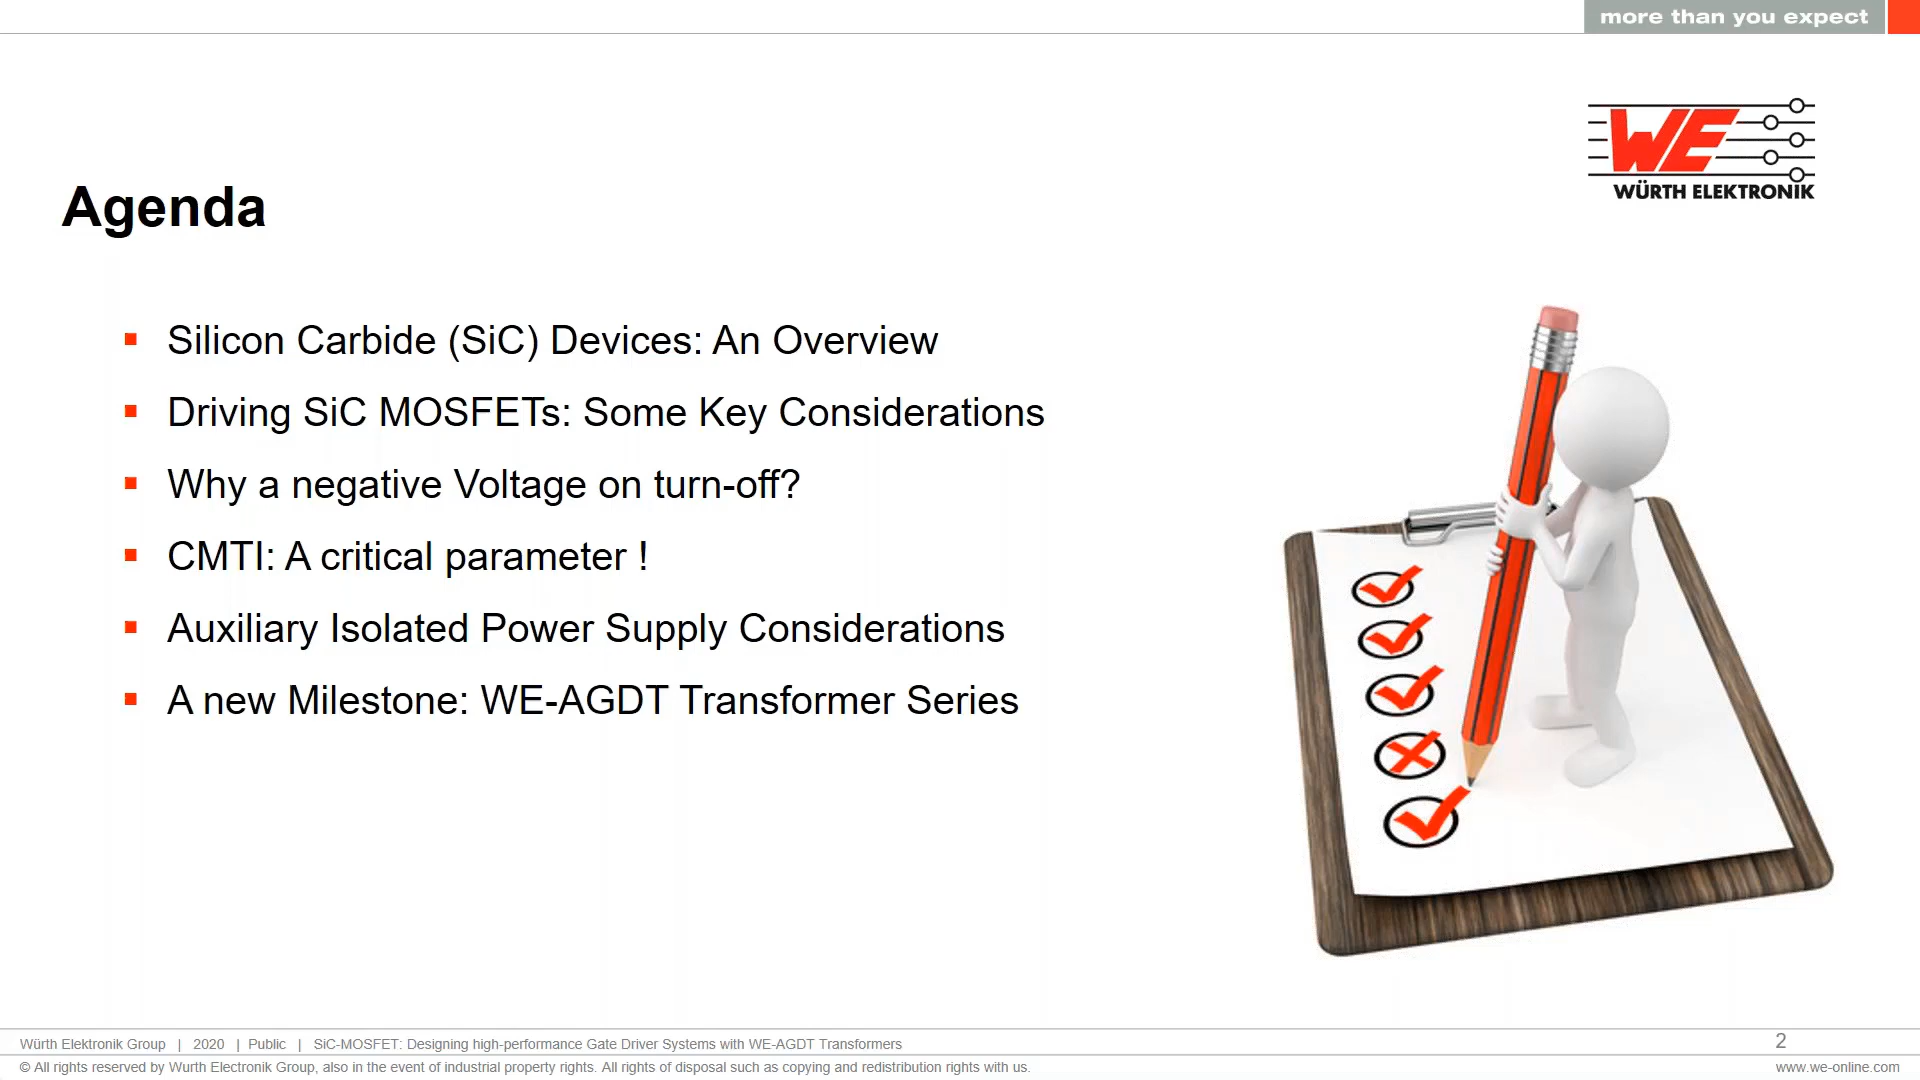 more than you expect
WE
WÜRTH ELEKTRONIK
Agenda
Silicon Carbide (SiC) Devices: An Overview
Driving SiC MOSFETs: Some Key Considerations
Why a negative Voltage on turn-off?
CMTI: A critical parameter !
Auxiliary Isolated Power Supply Considerations
A new Milestone: WE-AGDT Transformer Series
Würth Elektronik Group | 2020 | Public | SiC-MOSFET: Designing high-performance Gate Driver Systems with WE-AGDT Transformers
2
© All rights reserved by Wurth Electronik Group, also in the event of industrial property rights. All rights of disposal such as copying and redistribution rights with us.
www.we-online.com